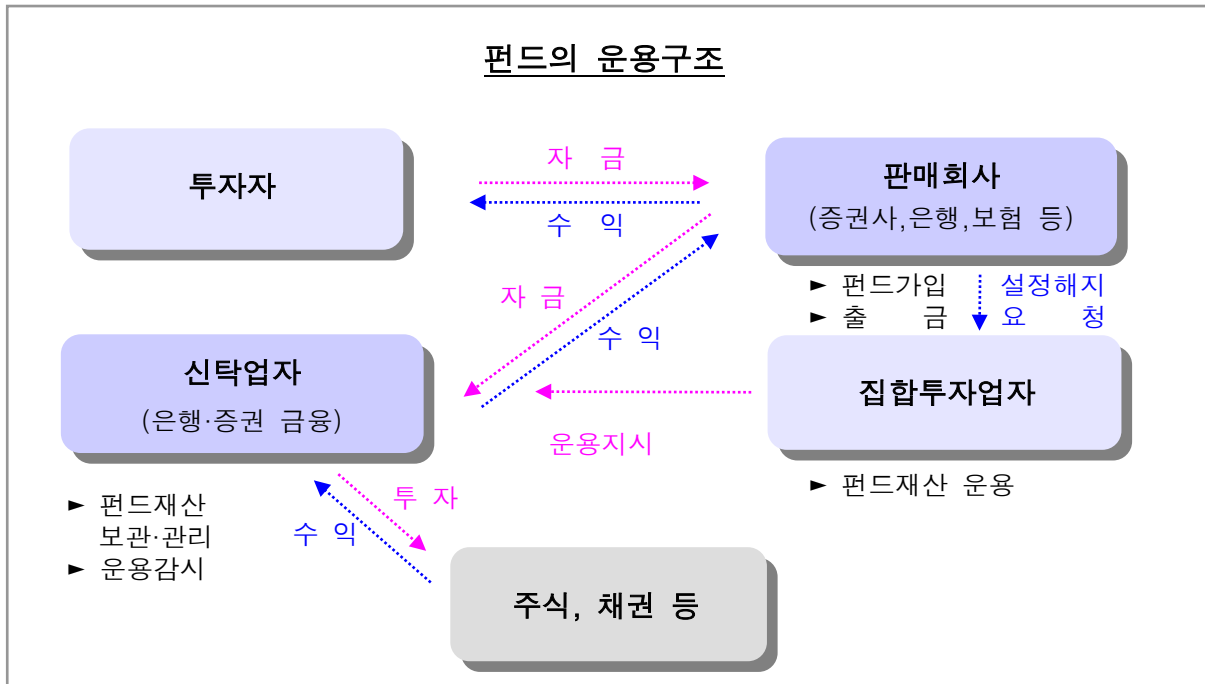 펀드의 운용구조
투자자
자 금
수 익
판매회사
(증권사,은행,보험 등)
► 펀드가입
► 출 금
설정해지
요 청
자 금
수 익
신탁업자
(은행·증권 금융)
집합투자업자
운용지시
► 펀드재산 운용
► 펀드재산
보관·관리
► 운용감시
투 자
수 익
주식, 채권 등